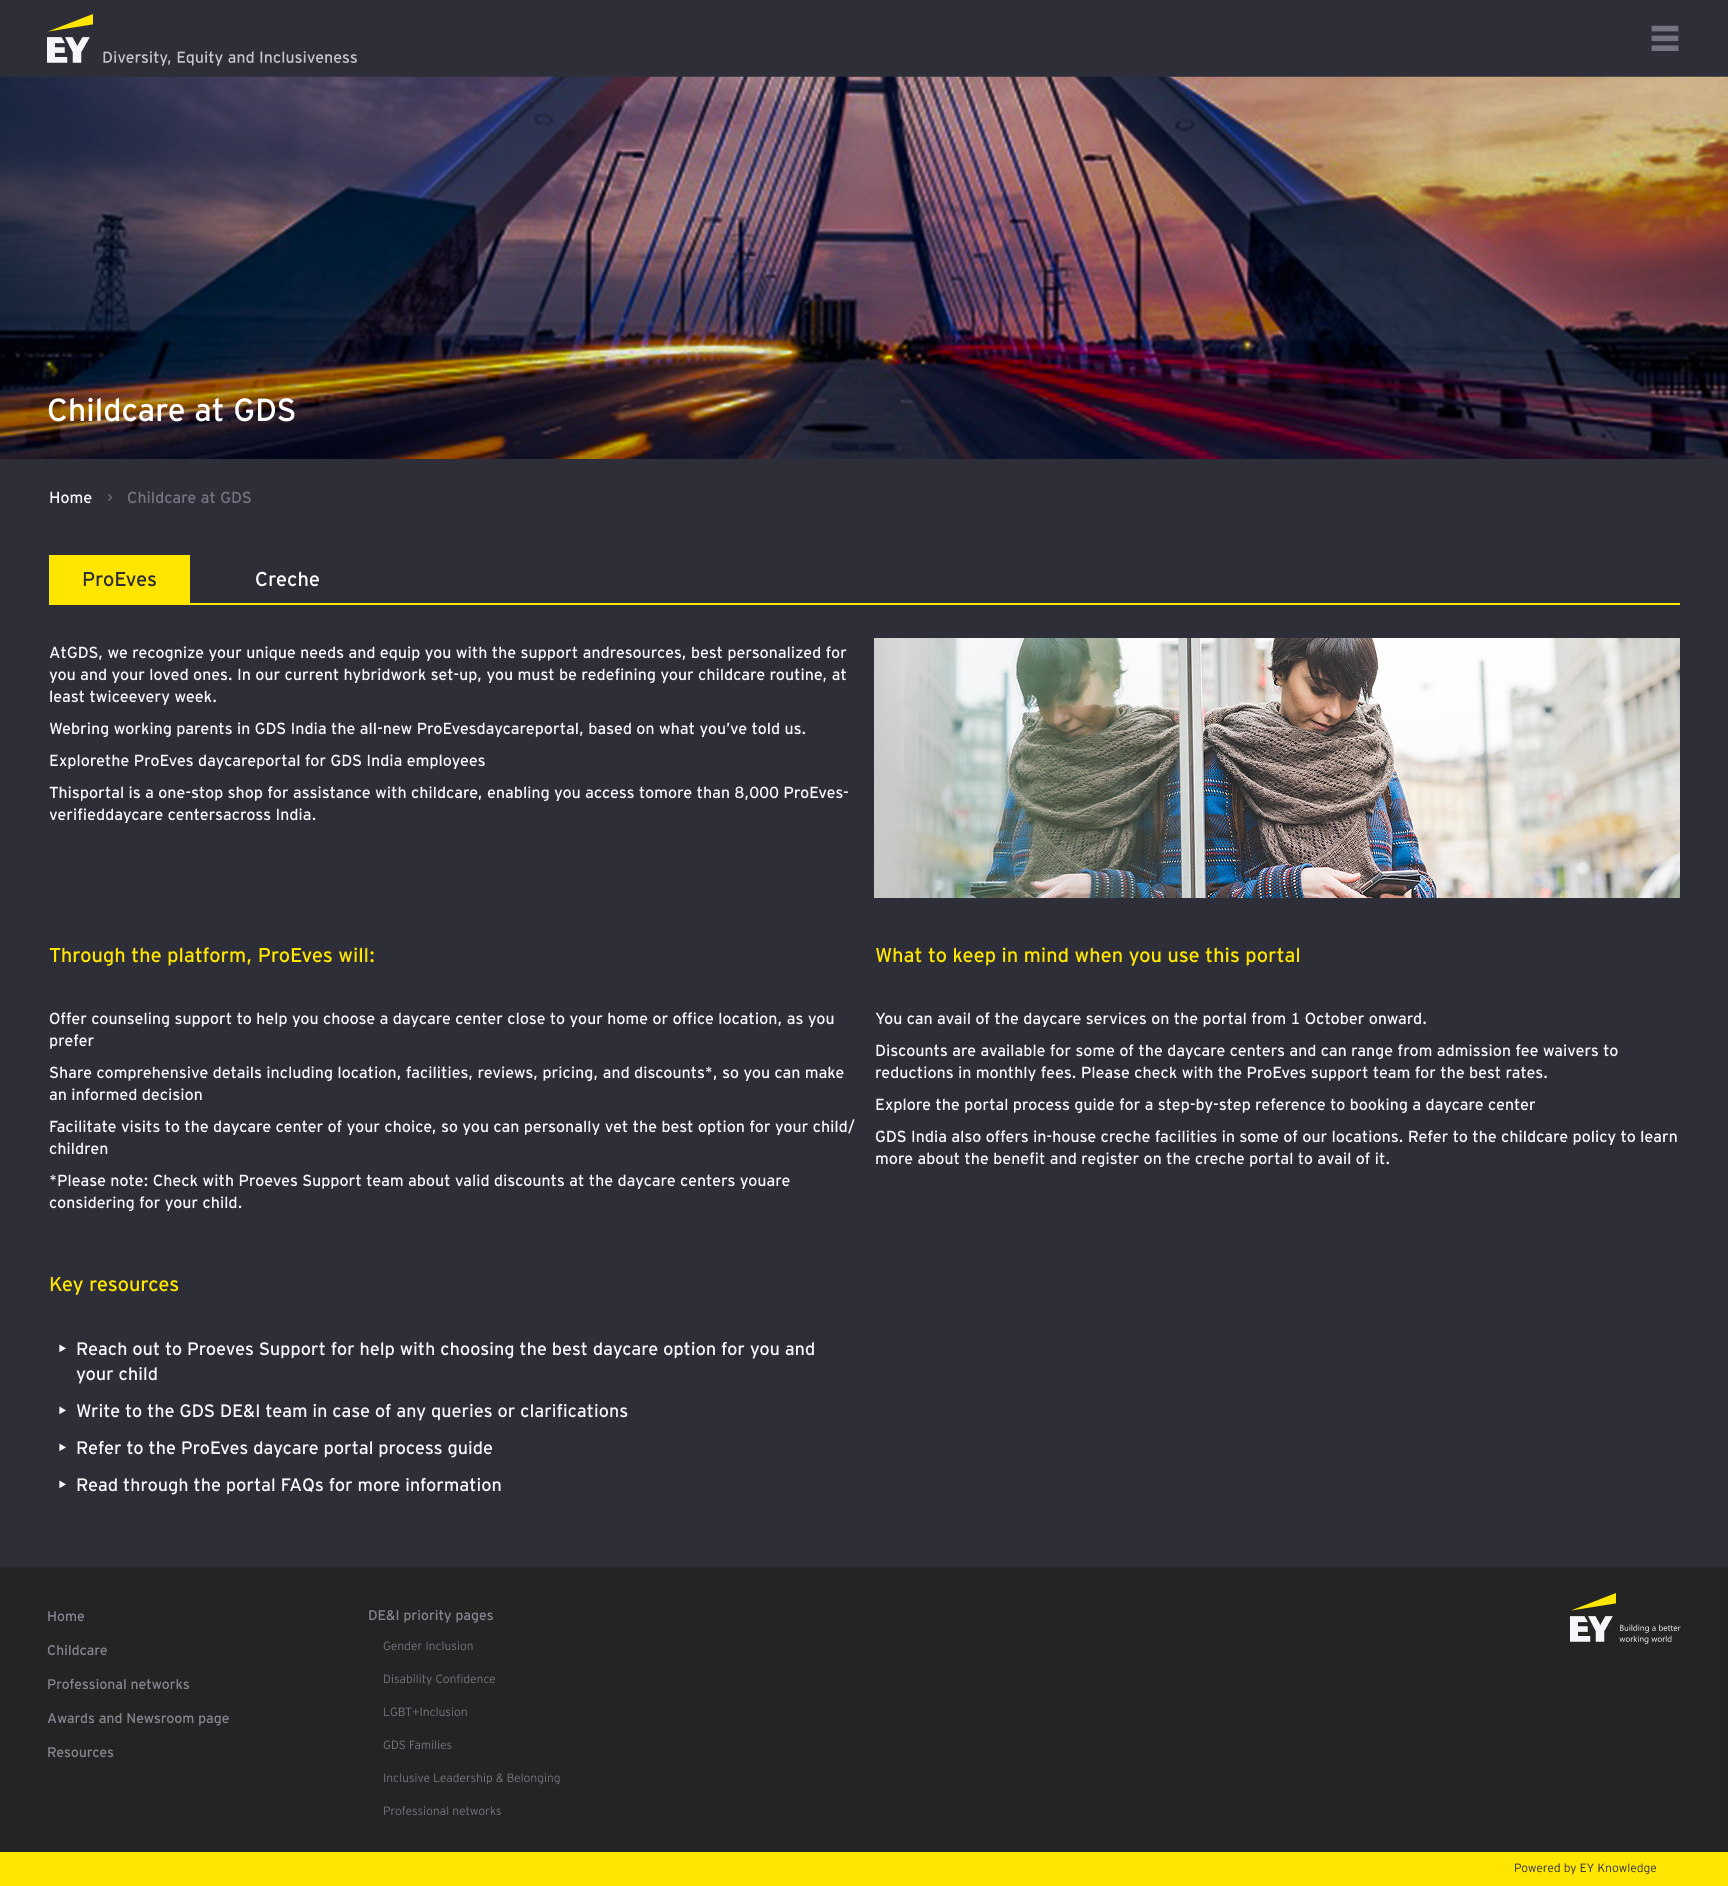 EY Diversity, Equity and Inclusiveness
Childcare at GDS
Home › Childcare at GDS
ProEves Creche
AtGDS, we recognize your unique needs and equip you with the support andresources, best personalized for
you and your loved ones. In our current hybridwork set-up, you must be redefining your childcare routine, at
least twiceevery week.
Webring working parents in GDS India the all-new ProEvesdaycareportal, based on what you’ve told us.
Explorethe ProEves daycareportal for GDS India employees
Thisportal is a one-stop shop for assistance with childcare, enabling you access tomore than 8,000 ProEves-
verifieddaycare centersacross India.
Through the platform, ProEves will:
Offer counseling support to help you choose a daycare center close to your home or office location, as you
prefer
Share comprehensive details including location, facilities, reviews, pricing, and discounts*, so you can make
an informed decision
Facilitate visits to the daycare center of your choice, so you can personally vet the best option for your child/
children
*Please note: Check with Proeves Support team about valid discounts at the daycare centers youare
considering for your child.
What to keep in mind when you use this portal
You can avail of the daycare services on the portal from 1 October onward.
Discounts are available for some of the daycare centers and can range from admission fee waivers to
reductions in monthly fees. Please check with the ProEves support team for the best rates.
Explore the portal process guide for a step-by-step reference to booking a daycare center
GDS India also offers in-house creche facilities in some of our locations. Refer to the childcare policy to learn
more about the benefit and register on the creche portal to avail of it.
Key resources
Reach out to Proeves Support for help with choosing the best daycare option for you and
your child
Write to the GDS DE&I team in case of any queries or clarifications
Refer to the ProEves daycare portal process guide
Read through the portal FAQs for more information
Home
Childcare
Professional networks
Awards and Newsroom page
Resources
DE&I priority pages
Gender Inclusion
Disability Confidence
LGBT+Inclusion
GDS Families
Inclusive Leadership & Belonging
Professional networks
EY Building a better
working world
Powered by EY Knowledge